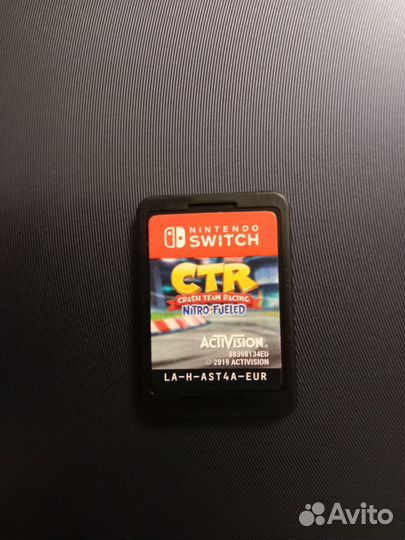 NINTENDO
SWITCH
CTR
CRASH TEAM RACING
NITRO-FUELED
ACTIVISION
88398134EU
© 2019 ACTIVISION
LA-H-AST4A-EUR
Avito